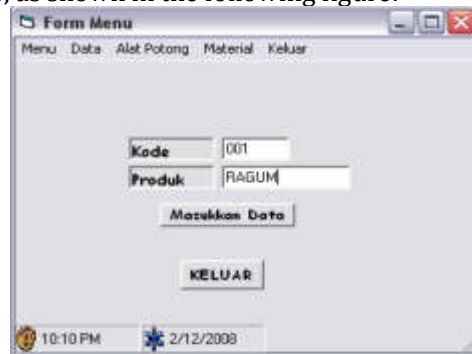 , as shown in the following figure.
Form Menu
Menu Data Alat Potong Material Keluar
Kode 001
Produk RAGUM
Masukkan Data
KELUAR
10:10 PM 2/12/2008